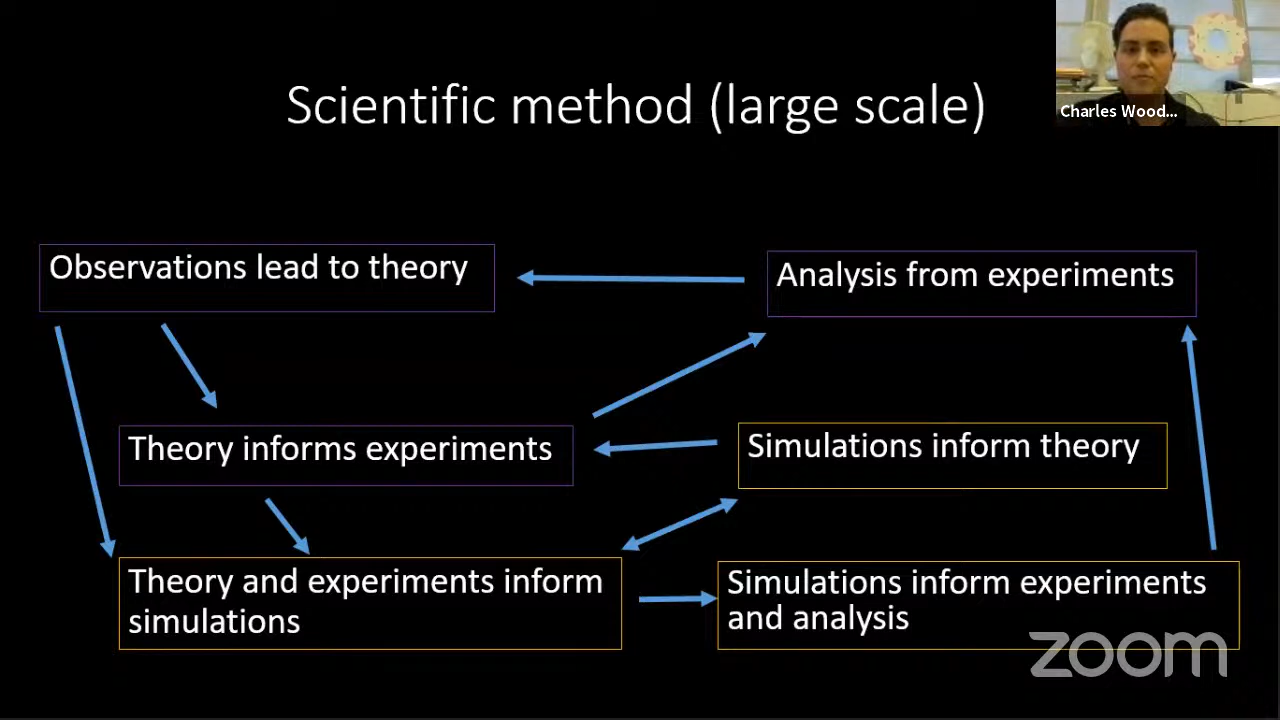 Scientific method (large scale)
Charles Wood...
Observations lead to theory
Analysis from experiments
Theory informs experiments
Simulations inform theory
Theory and experiments inform
simulations
Simulations inform experiments
and analysis
zoom